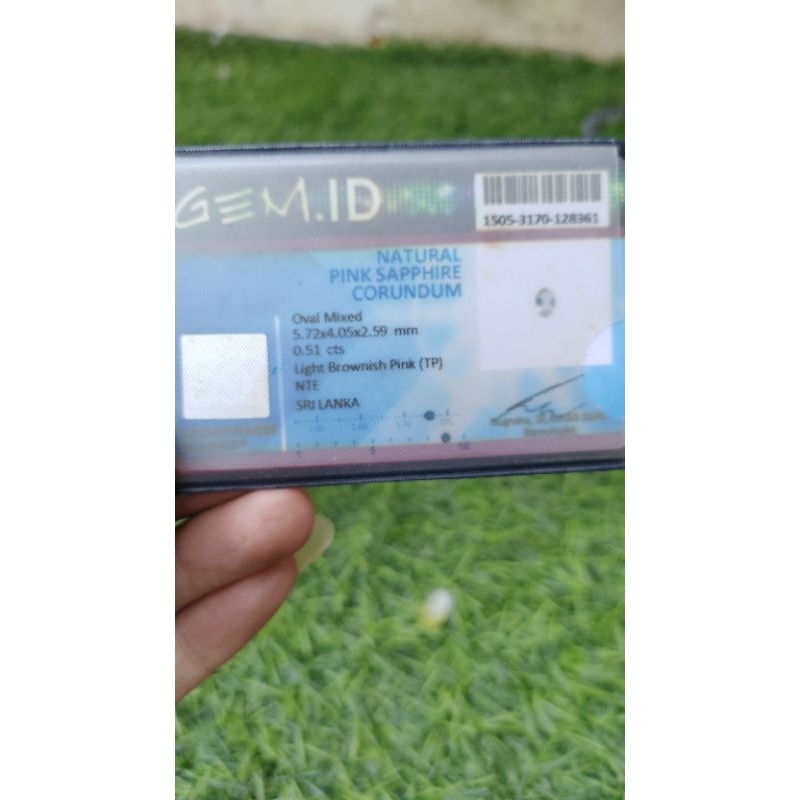 GEM.ID
1505-3170-128361
NATURAL
PINK SAPPHIRE
CORUNDUM
Oval Mixed
5.72x4.05x2.59 mm
0.51 cts
Light Brownish Pink (TP)
NTE
SRI LANKA